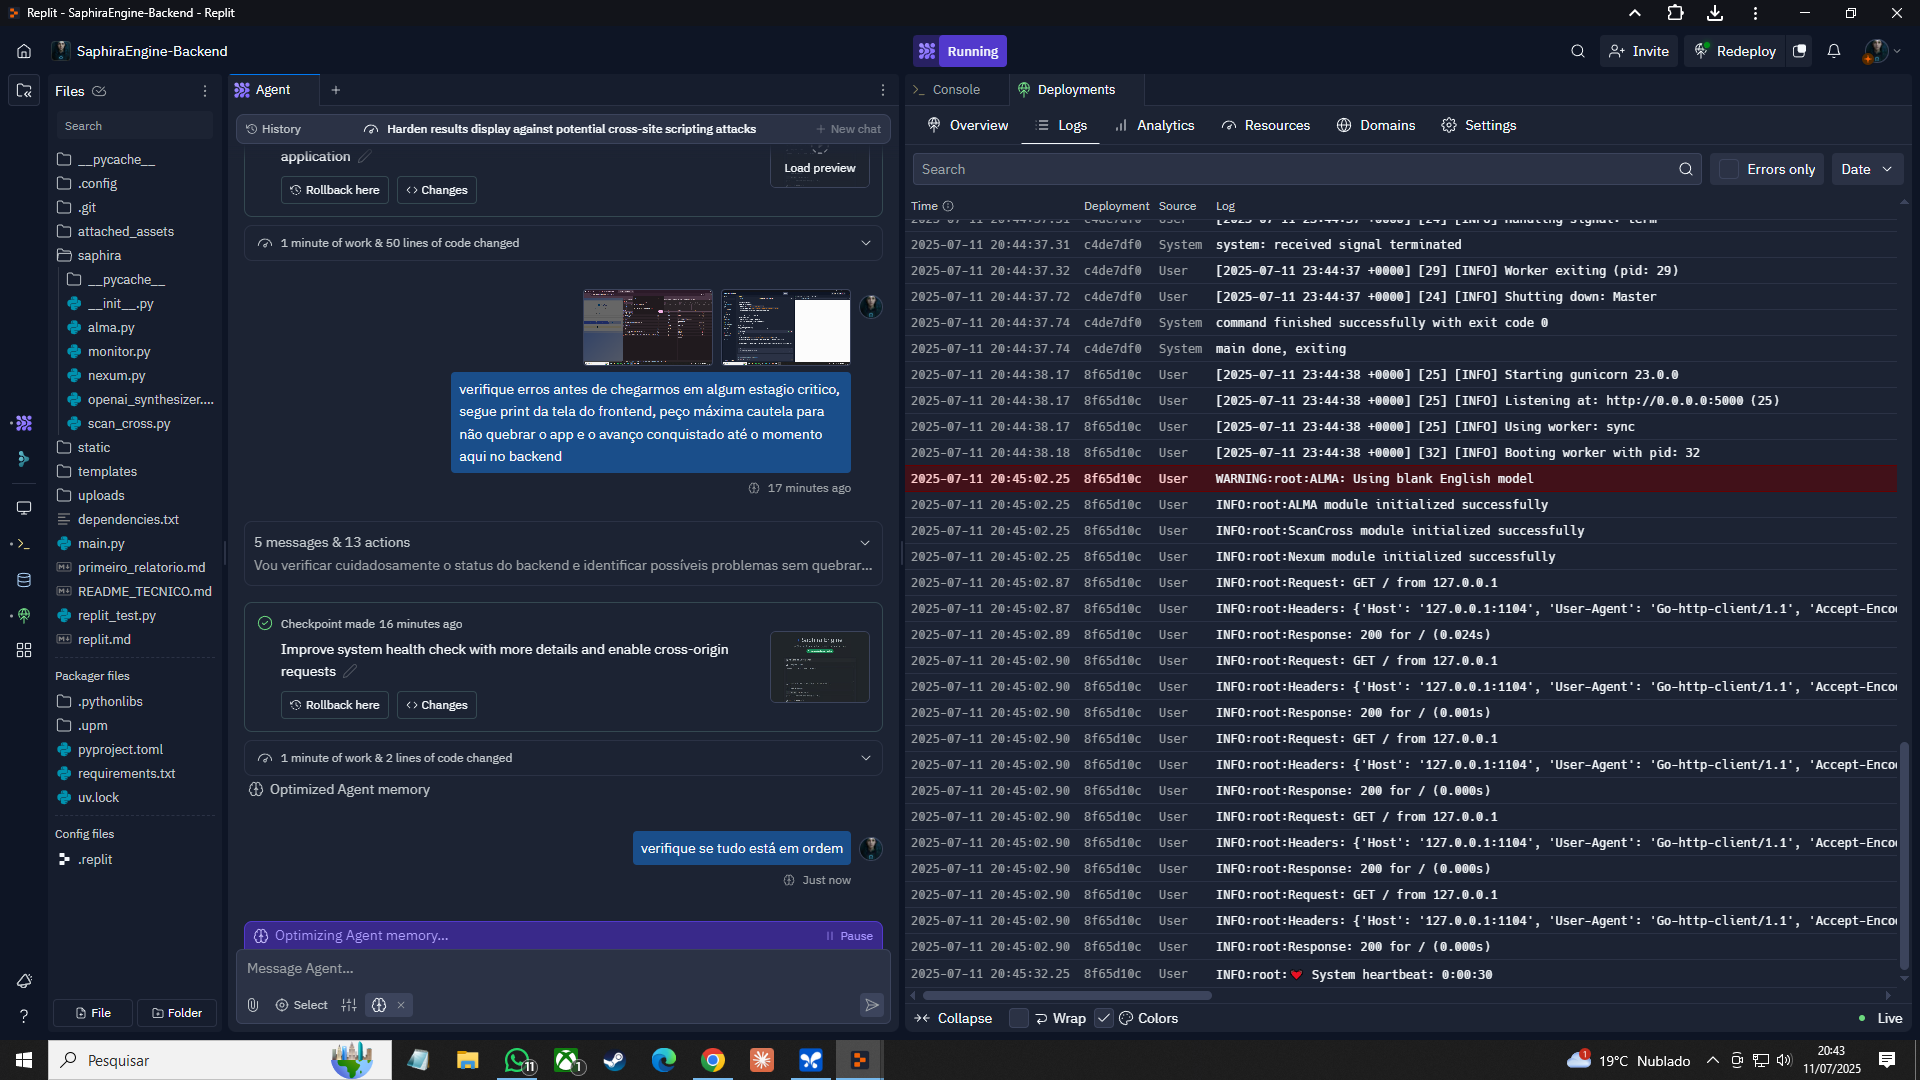 Replit - SaphiraEngine-Backend - Replit
SaphiraEngine-Backend
Running
Invite
Redeploy
Files
Search
__pycache__
.config
.git
attached_assets
saphira
__pycache__
__init__.py
alma.py
monitor.py
nexum.py
openai_synthesizer....
scan_cross.py
static
templates
uploads
dependencies.txt
main.py
primeiro_relatorio.md
README_TECNICO.md
replit_test.py
replit.md
Packager files
.pythonlibs
.upm
pyproject.toml
requirements.txt
uv.lock
Config files
.replit
File
Folder
Agent
History
Harden results display against potential cross-site scripting attacks
New chat
application
Rollback here
Changes
Load preview
1 minute of work & 50 lines of code changed
verifique erros antes de chegarmos em algum estagio critico,
segue print da tela do frontend, peço máxima cautela para
não quebrar o app e o avanço conquistado até o momento
aqui no backend
17 minutes ago
5 messages & 13 actions
Vou verificar cuidadosamente o status do backend e identificar possíveis problemas sem quebrar...
Checkpoint made 16 minutes ago
Improve system health check with more details and enable cross-origin
requests
Rollback here
Changes
1 minute of work & 2 lines of code changed
Optimized Agent memory
verifique se tudo está em ordem
Just now
Optimizing Agent memory...
Pause
Message Agent...
Select
Console
Deployments
Overview
Logs
Analytics
Resources
Domains
Settings
Search
Errors only
Date
Time Deployment Source Log
2025-07-11 20:44:37.31 c4de7df0 User [2025-07-11 23:44:37 +0000] [24] [INFO] Handling signal: term
2025-07-11 20:44:37.31 c4de7df0 System system: received signal terminated
2025-07-11 20:44:37.32 c4de7df0 User [2025-07-11 23:44:37 +0000] [29] [INFO] Worker exiting (pid: 29)
2025-07-11 20:44:37.72 c4de7df0 User [2025-07-11 23:44:37 +0000] [24] [INFO] Shutting down: Master
2025-07-11 20:44:37.74 c4de7df0 System command finished successfully with exit code 0
2025-07-11 20:44:37.74 c4de7df0 System main done, exiting
2025-07-11 20:44:38.17 8f65d10c User [2025-07-11 23:44:38 +0000] [25] [INFO] Starting gunicorn 23.0.0
2025-07-11 20:44:38.17 8f65d10c User [2025-07-11 23:44:38 +0000] [25] [INFO] Listening at: http://0.0.0.0:5000 (25)
2025-07-11 20:44:38.17 8f65d10c User [2025-07-11 23:44:38 +0000] [25] [INFO] Using worker: sync
2025-07-11 20:44:38.18 8f65d10c User [2025-07-11 23:44:38 +0000] [32] [INFO] Booting worker with pid: 32
2025-07-11 20:45:02.25 8f65d10c User WARNING:root:ALMA: Using blank English model
2025-07-11 20:45:02.25 8f65d10c User INFO:root:ALMA module initialized successfully
2025-07-11 20:45:02.25 8f65d10c User INFO:root:ScanCross module initialized successfully
2025-07-11 20:45:02.25 8f65d10c User INFO:root:Nexum module initialized successfully
2025-07-11 20:45:02.87 8f65d10c User INFO:root:Request: GET / from 127.0.0.1
2025-07-11 20:45:02.87 8f65d10c User INFO:root:Headers: {'Host': '127.0.0.1:1104', 'User-Agent': 'Go-http-client/1.1', 'Accept-Enco
2025-07-11 20:45:02.89 8f65d10c User INFO:root:Response: 200 for / (0.024s)
2025-07-11 20:45:02.90 8f65d10c User INFO:root:Request: GET / from 127.0.0.1
2025-07-11 20:45:02.90 8f65d10c User INFO:root:Headers: {'Host': '127.0.0.1:1104', 'User-Agent': 'Go-http-client/1.1', 'Accept-Enco
2025-07-11 20:45:02.90 8f65d10c User INFO:root:Response: 200 for / (0.001s)
2025-07-11 20:45:02.90 8f65d10c User INFO:root:Request: GET / from 127.0.0.1
2025-07-11 20:45:02.90 8f65d10c User INFO:root:Headers: {'Host': '127.0.0.1:1104', 'User-Agent': 'Go-http-client/1.1', 'Accept-Enco
2025-07-11 20:45:02.90 8f65d10c User INFO:root:Response: 200 for / (0.000s)
2025-07-11 20:45:02.90 8f65d10c User INFO:root:Request: GET / from 127.0.0.1
2025-07-11 20:45:02.90 8f65d10c User INFO:root:Headers: {'Host': '127.0.0.1:1104', 'User-Agent': 'Go-http-client/1.1', 'Accept-Enco
2025-07-11 20:45:02.90 8f65d10c User INFO:root:Response: 200 for / (0.000s)
2025-07-11 20:45:02.90 8f65d10c User INFO:root:Request: GET / from 127.0.0.1
2025-07-11 20:45:02.90 8f65d10c User INFO:root:Headers: {'Host': '127.0.0.1:1104', 'User-Agent': 'Go-http-client/1.1', 'Accept-Enco
2025-07-11 20:45:02.90 8f65d10c User INFO:root:Response: 200 for / (0.000s)
2025-07-11 20:45:32.25 8f65d10c User INFO:root:❤️ System heartbeat: 0:00:30
Collapse
Wrap
Colors
Live
Pesquisar
11
1
1
19°C Nublado
20:43
11/07/2025